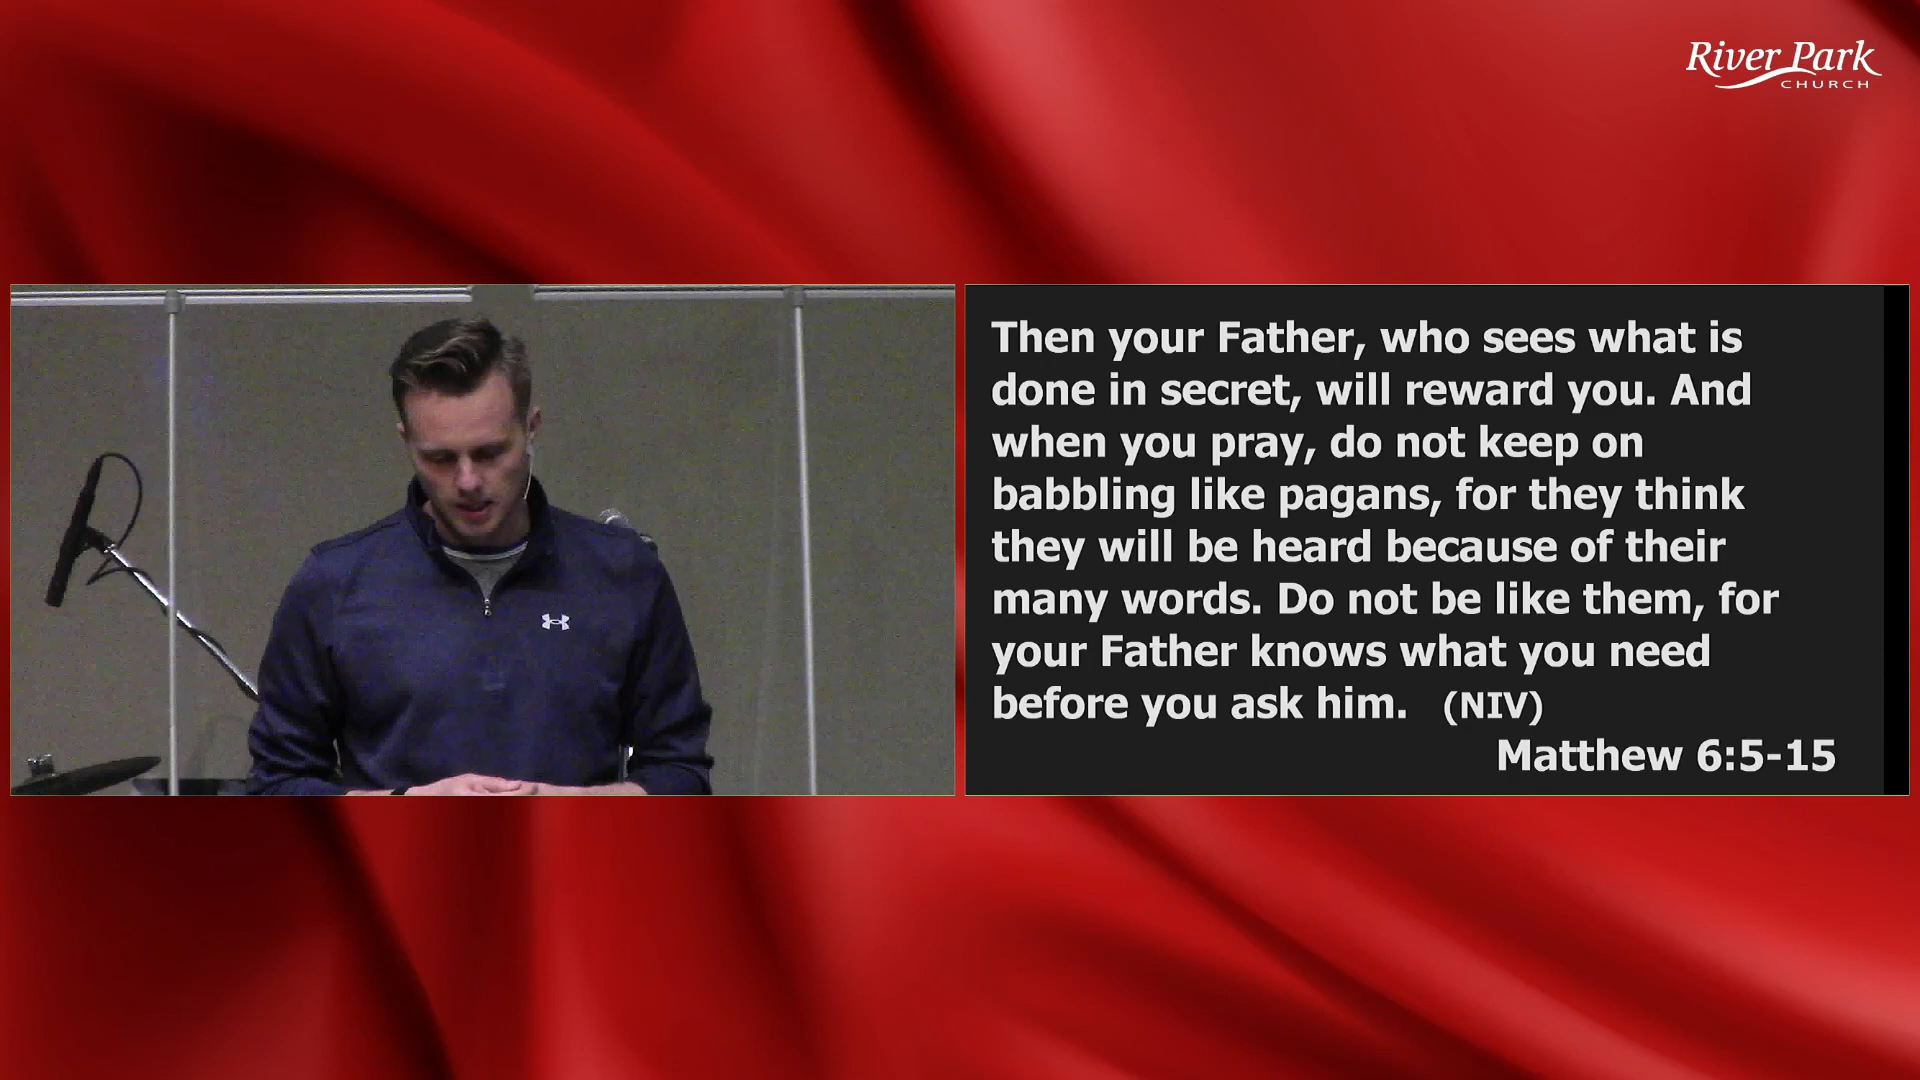 River Park
CHURCH
Then your Father, who sees what is
done in secret, will reward you. And
when you pray, do not keep on
babbling like pagans, for they think
they will be heard because of their
many words. Do not be like them, for
your Father knows what you need
before you ask him. (NIV)
Matthew 6:5-15